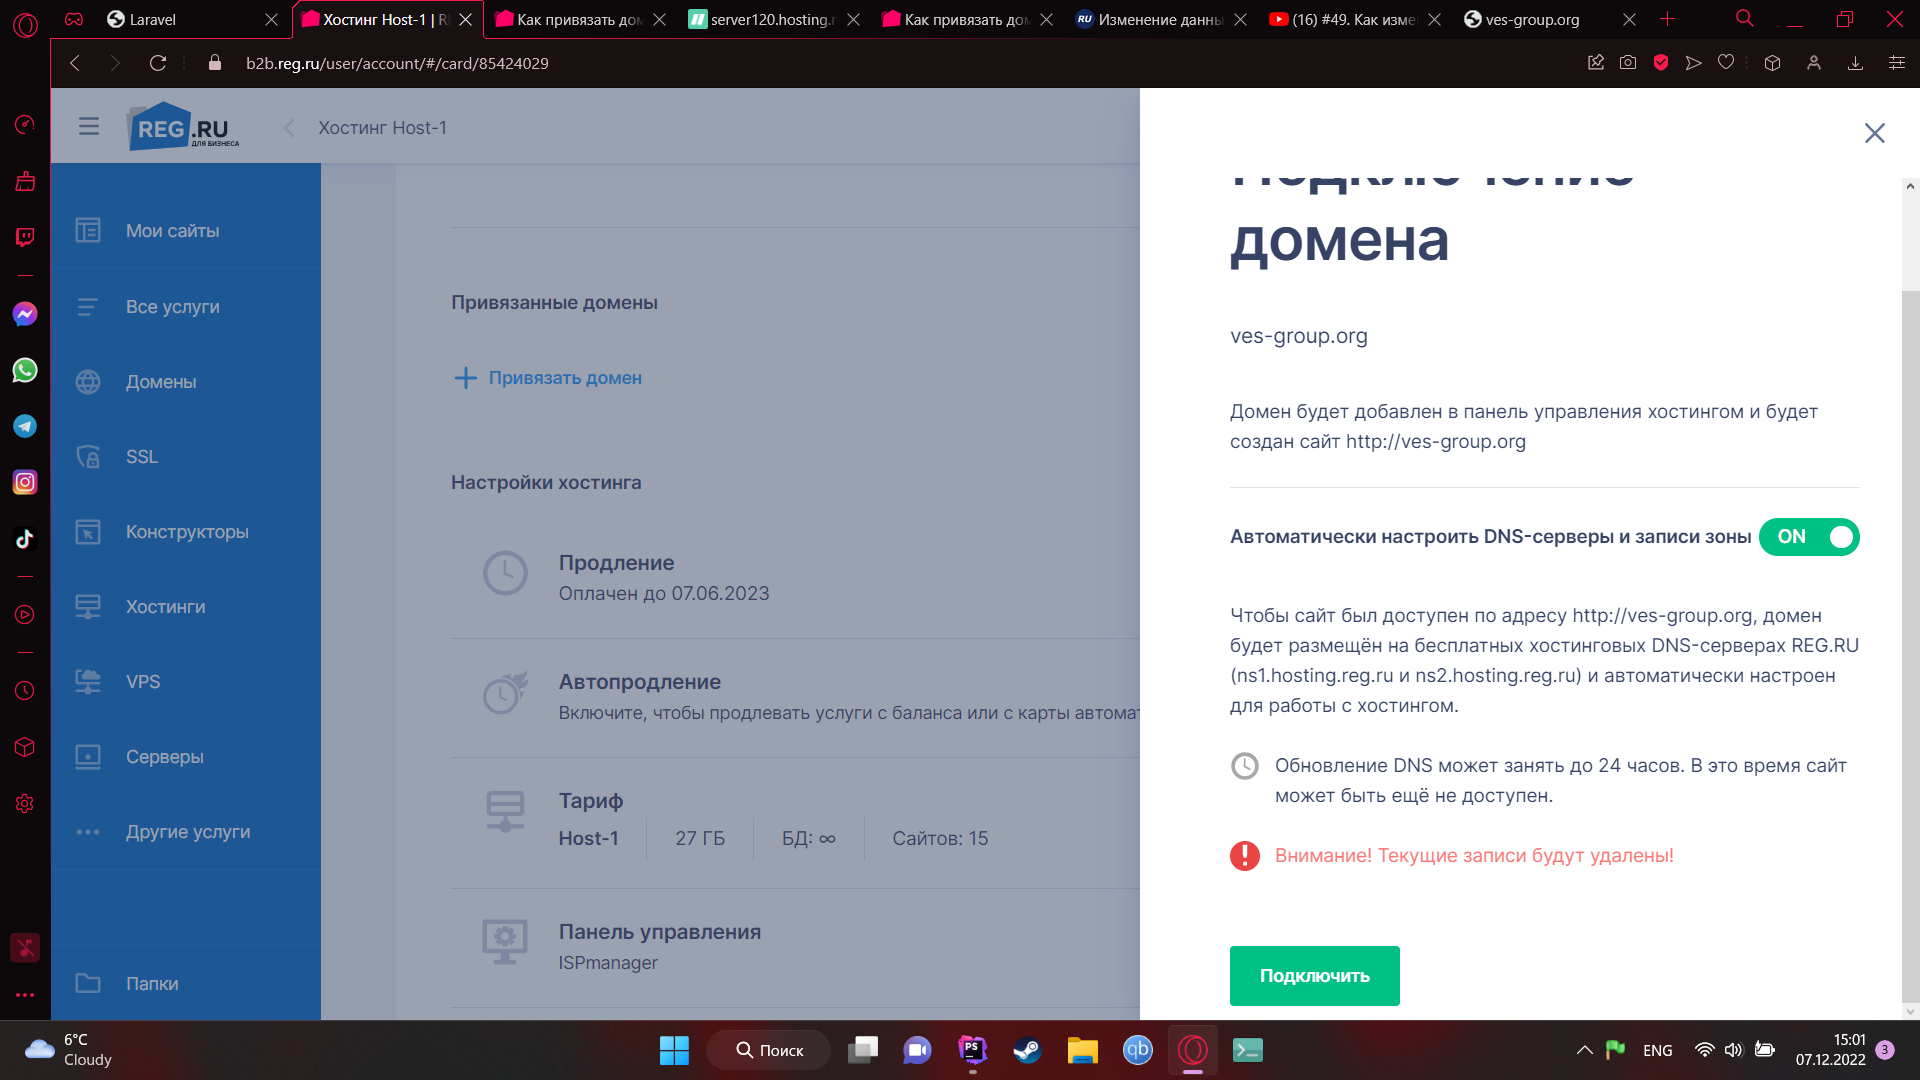 Laravel
Хостинг Host-1 | R
Как привязать дом
server120.hosting.r
Как привязать дом
RU Изменение данны
(16) #49. Как изме
ves-group.org
b2b.reg.ru/user/account/#/card/85424029
REG.RU
ДЛЯ БИЗНЕСА
Хостинг Host-1
Мои сайты
Все услуги
Домены
SSL
Конструкторы
Хостинги
VPS
Серверы
Другие услуги
Папки
Привязанные домены
Привязать домен
Настройки хостинга
Продление
Оплачен до 07.06.2023
Автопродление
Включите, чтобы продлевать услуги с баланса или с карты автомат
Тариф
Host-1 27 ГБ БД: ∞ Сайтов: 15
Панель управления
ISPmanager
Подключение
домена
ves-group.org
Домен будет добавлен в панель управления хостингом и будет
создан сайт http://ves-group.org
Автоматически настроить DNS-серверы и записи зоны ON
Чтобы сайт был доступен по адресу http://ves-group.org, домен
будет размещён на бесплатных хостинговых DNS-серверах REG.RU
(ns1.hosting.reg.ru и ns2.hosting.reg.ru) и автоматически настроен
для работы с хостингом.
Обновление DNS может занять до 24 часов. В это время сайт
может быть ещё не доступен.
Внимание! Текущие записи будут удалены!
Подключить
6°C
Cloudy
Поиск
PS
qb
ENG
15:01
07.12.2022
3